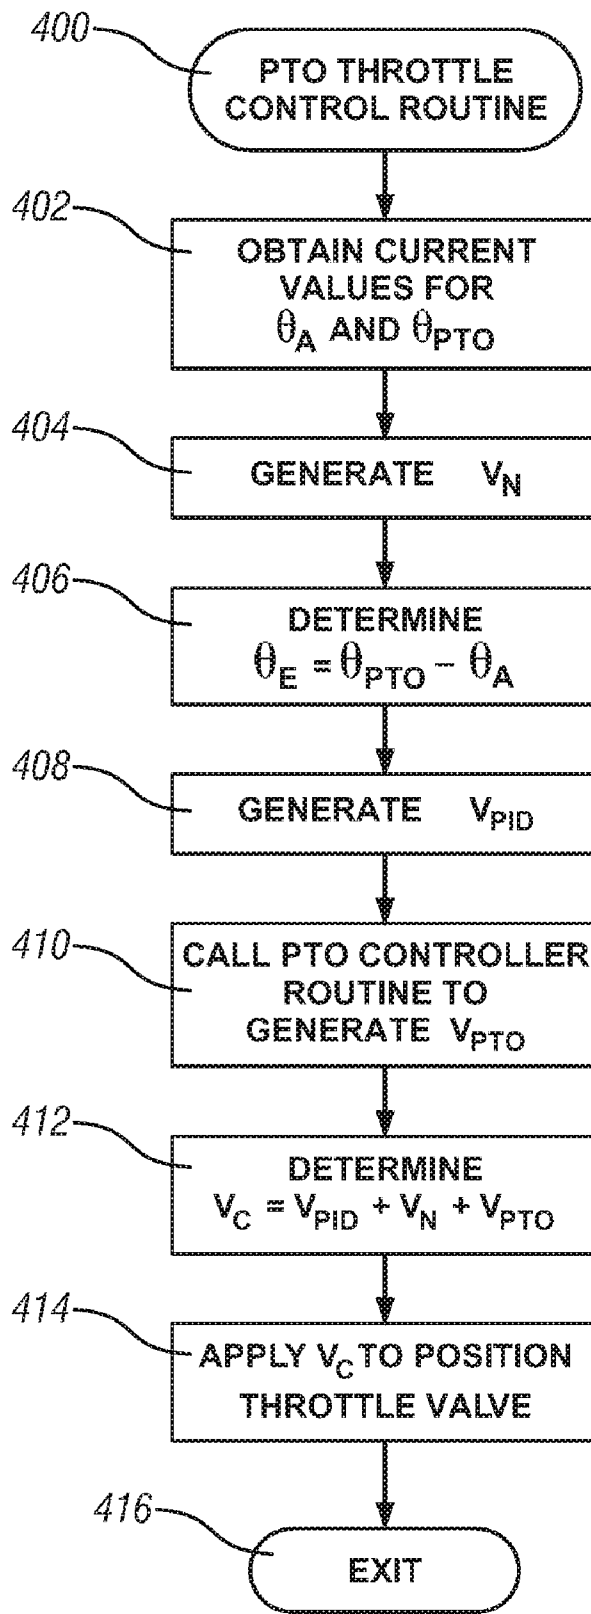 400
PTO THROTTLE
CONTROL ROUTINE
402
OBTAIN CURRENT
VALUES FOR
θA AND θPTO
404
GENERATE VN
406
DETERMINE
θE = θPTO - θA
408
GENERATE VPID
410
CALL PTO CONTROLLER
ROUTINE TO
GENERATE VPTO
412
DETERMINE
VC = VPID + VN + VPTO
414
APPLY VC TO POSITION
THROTTLE VALVE
416
EXIT